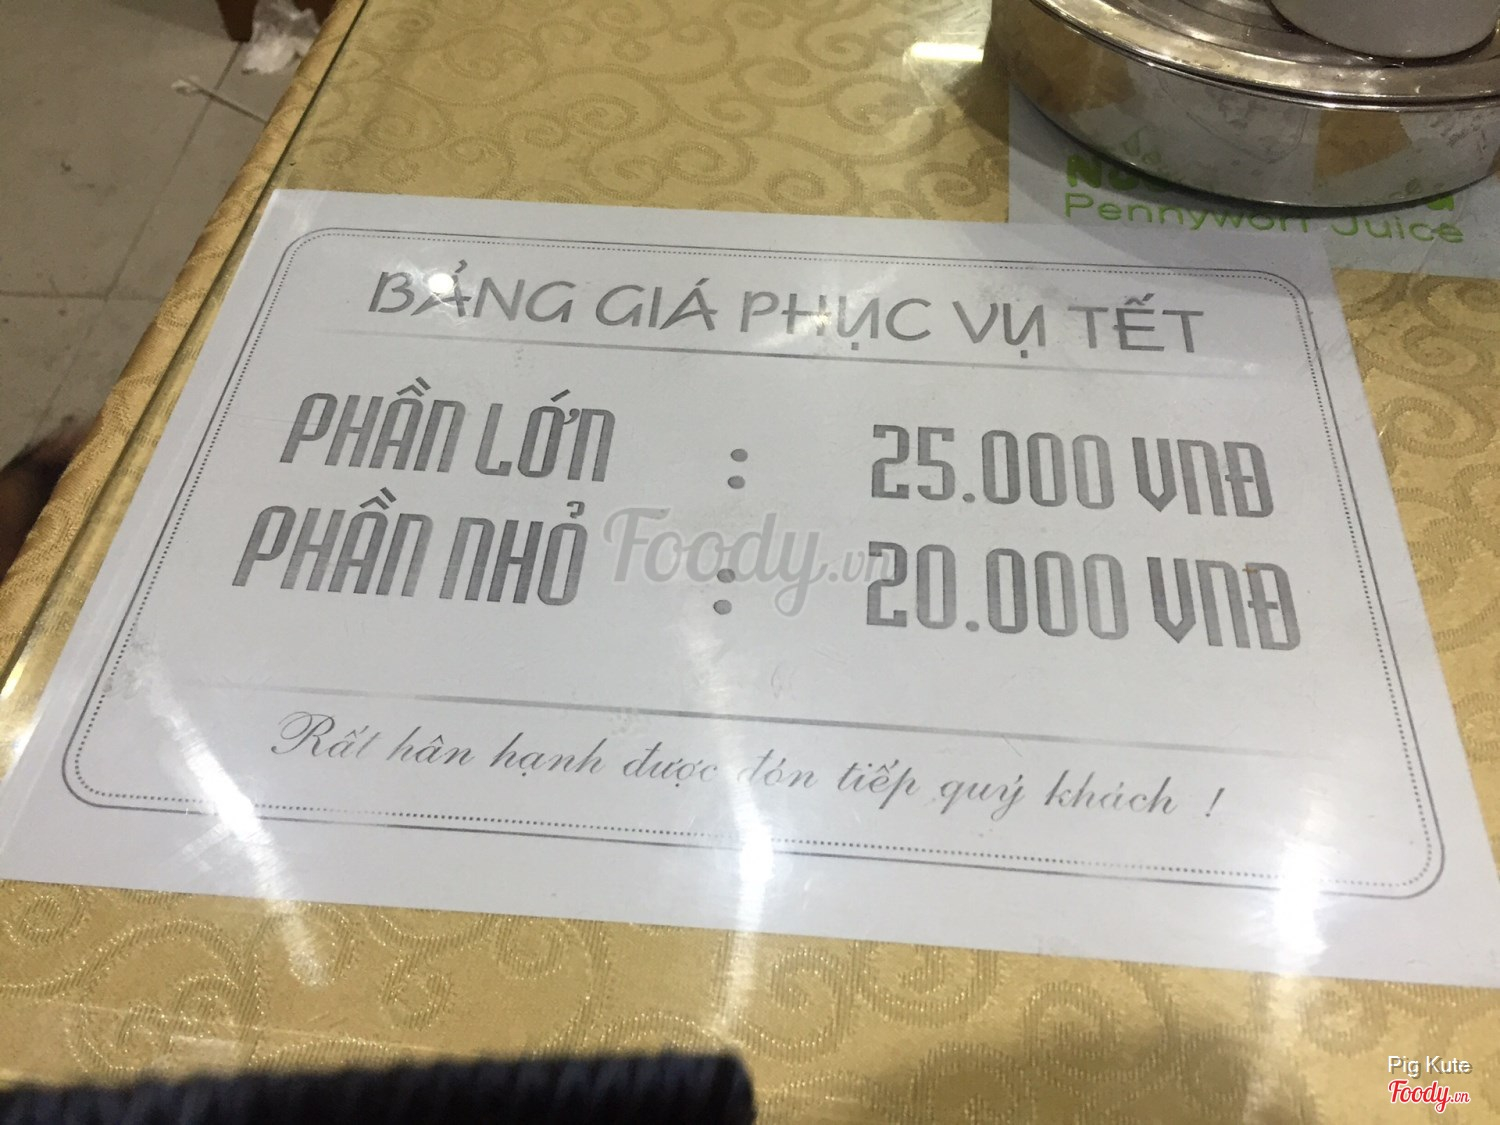 Pennywort Juice
BẢNG GIÁ PHỤC VỤ TẾT
PHẦN LỚN : 25.000 VNĐ
PHẦN NHỎ : 20.000 VNĐ
Foody.vn
Rất hân hạnh được đón tiếp quý khách !
Pig Kute
Foody.vn